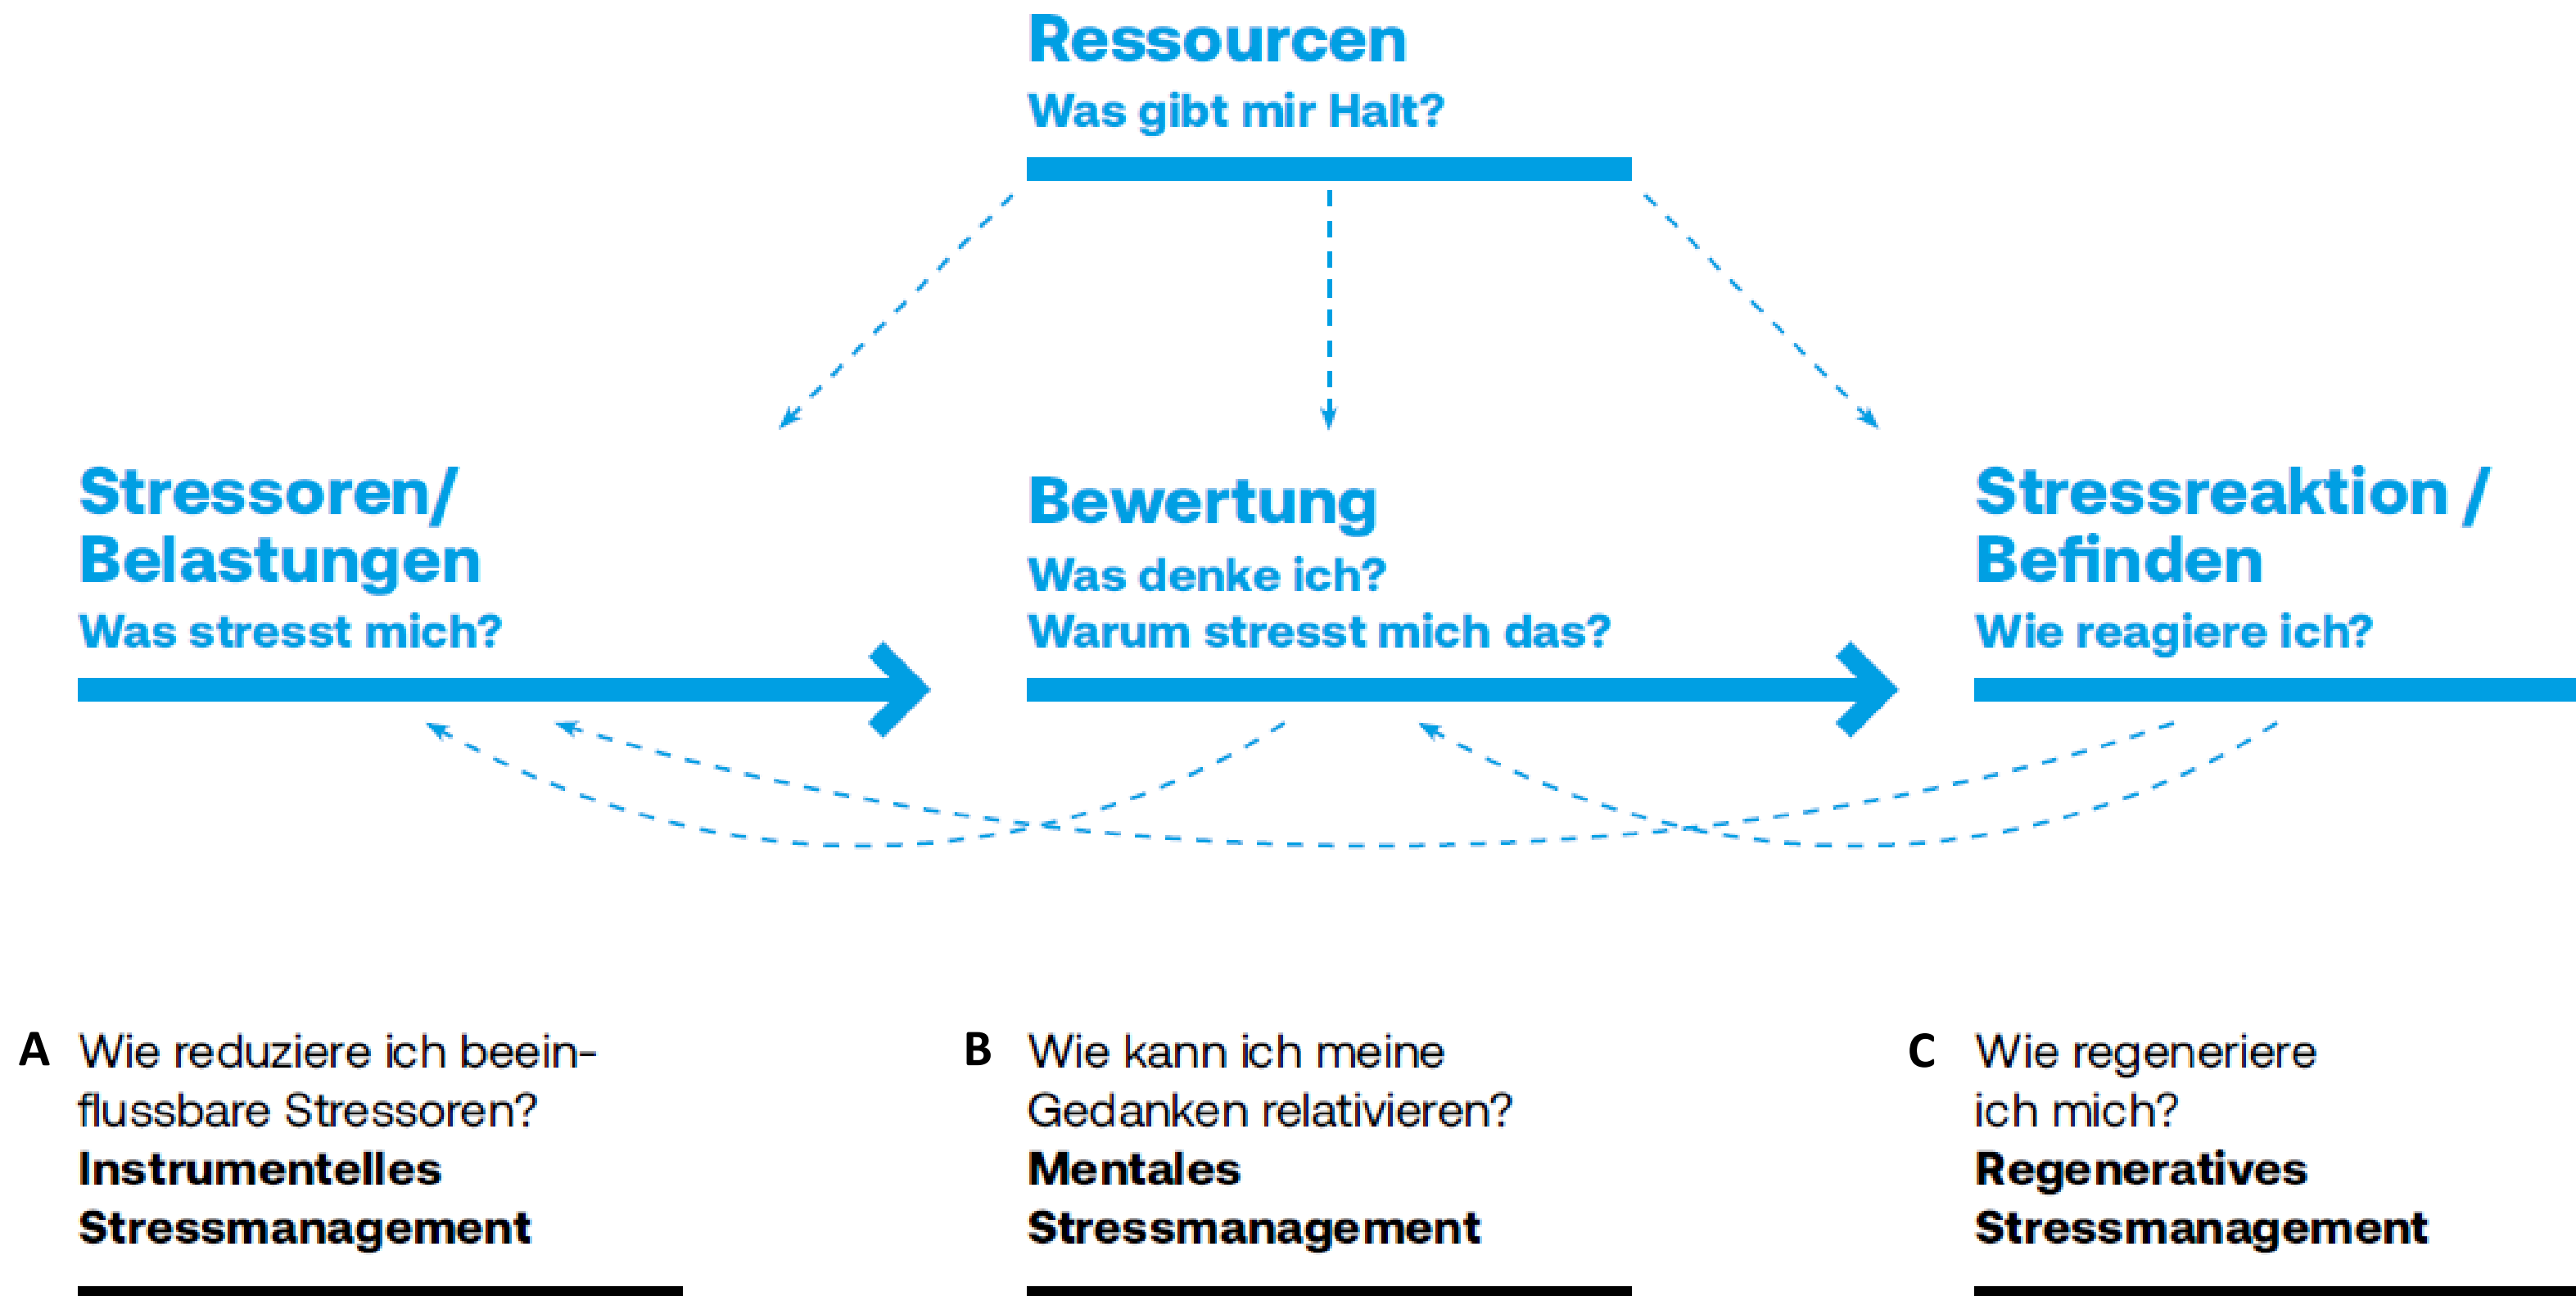 Ressourcen
Was gibt mir Halt?
Stressoren/
Belastungen
Was stresst mich?
Bewertung
Was denke ich?
Warum stresst mich das?
Stressreaktion /
Befinden
Wie reagiere ich?
A Wie reduziere ich beein-
flussbare Stressoren?
Instrumentelles
Stressmanagement
B Wie kann ich meine
Gedanken relativieren?
Mentales
Stressmanagement
C Wie regeneriere
ich mich?
Regeneratives
Stressmanagement